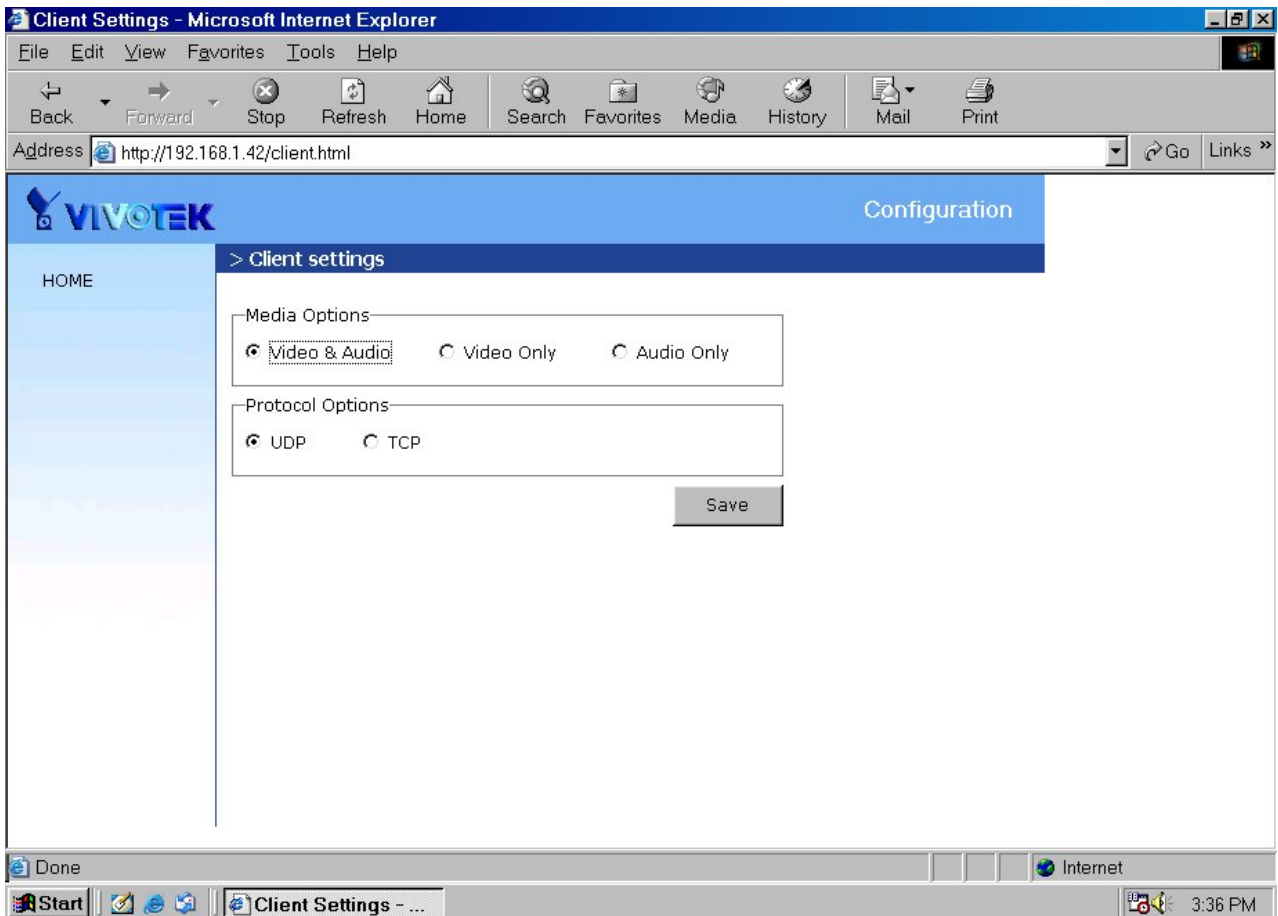 Client Settings - Microsoft Internet Explorer
File Edit View Favorites Tools Help
Back Forward Stop Refresh Home Search Favorites Media History Mail Print
Address http://192.168.1.42/client.html Go Links »
VIVOTEK Configuration
> Client settings
HOME
Media Options
Video & Audio Video Only Audio Only
Protocol Options
UDP TCP
Save
Done Internet
Start Client Settings - ... 3:36 PM